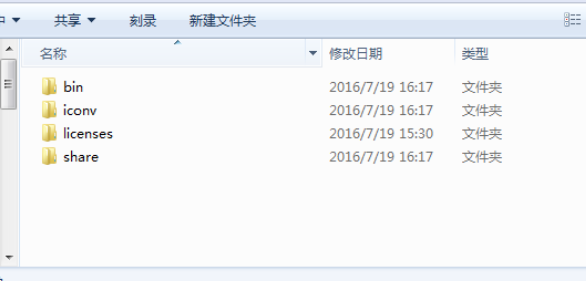 共享 刻录 新建文件夹
名称 修改日期 类型
bin 2016/7/19 16:17 文件夹
iconv 2016/7/19 16:17 文件夹
licenses 2016/7/19 15:30 文件夹
share 2016/7/19 16:17 文件夹